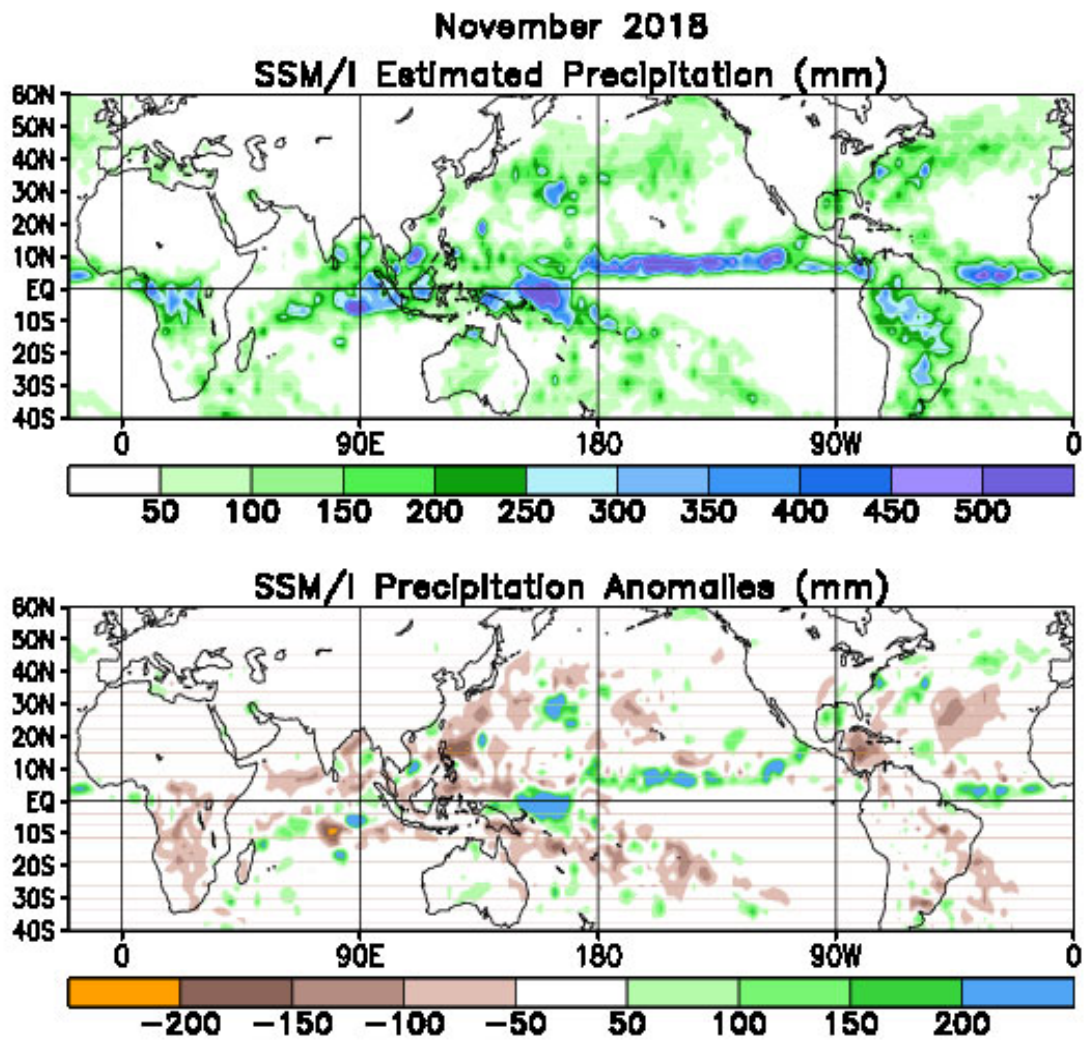 November 2018
SSM/I Estimated Precipitation (mm)
60N
50N
40N
30N
20N
10N
EQ
10S
20S
30S
40S
0 90E 180 90W 0
50 100 150 200 250 300 350 400 450 500
SSM/I Precipitation Anomalies (mm)
60N
50N
40N
30N
20N
10N
EQ
10S
20S
30S
40S
0 90E 180 90W 0
-200 -150 -100 -50 50 100 150 200